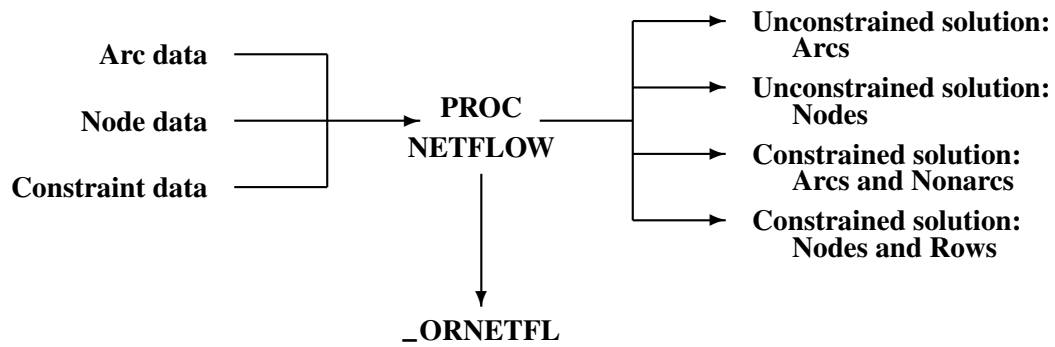 Arc data
Node data
Constraint data
PROC
NETFLOW
_ORNETFL
Unconstrained solution:
Arcs
Unconstrained solution:
Nodes
Constrained solution:
Arcs and Nonarcs
Constrained solution:
Nodes and Rows